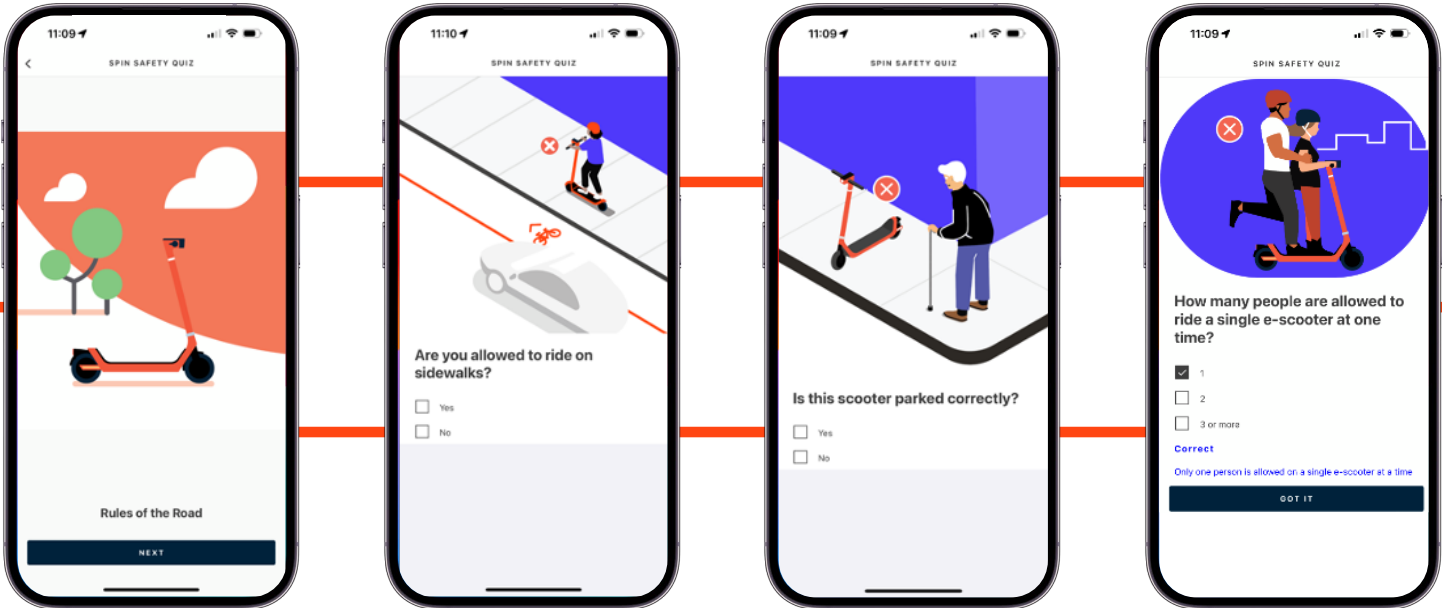 11:09
SPIN SAFETY QUIZ
Rules of the Road
NEXT
11:10
SPIN SAFETY QUIZ
Are you allowed to ride on
sidewalks?
Yes
No
11:09
SPIN SAFETY QUIZ
Is this scooter parked correctly?
Yes
No
11:09
SPIN SAFETY QUIZ
How many people are allowed to
ride a single e-scooter at one
time?
1
2
3 or more
Correct
Only one person is allowed on a single e-scooter at a time
GOT IT